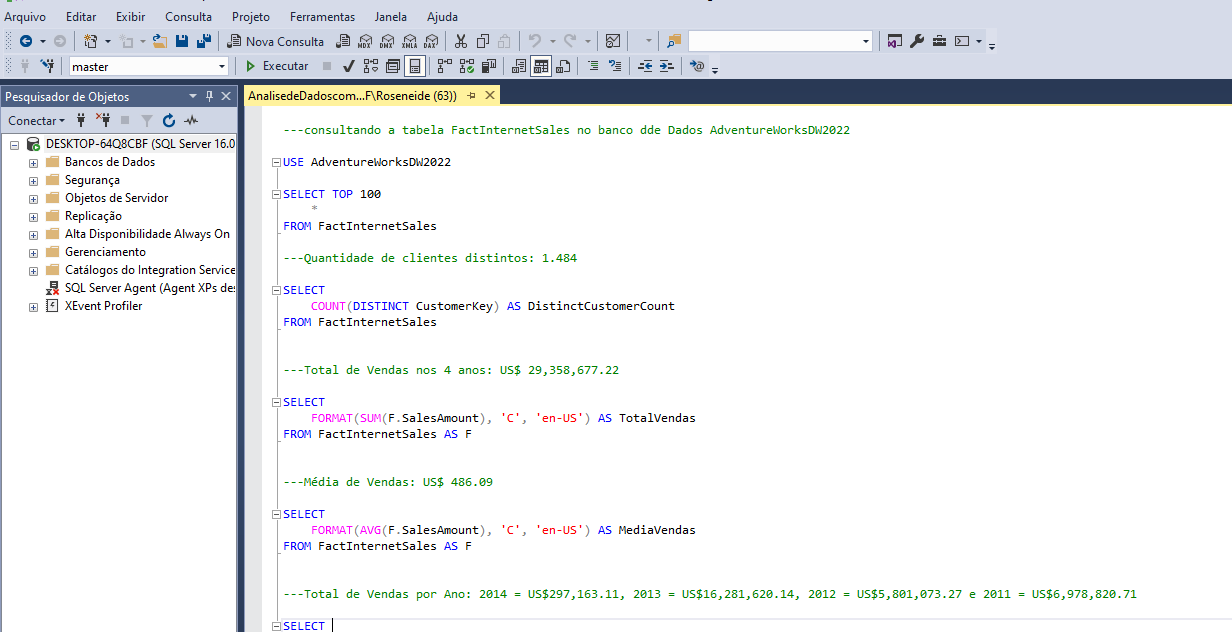 Arquivo Editar Exibir Consulta Projeto Ferramentas Janela Ajuda
Nova Consulta MDX DMX XMLA DAX
master Executar
Pesquisador de Objetos
AnalisedeDadoscom...F\Roseneide (63))
Conectar
DESKTOP-64Q8CBF (SQL Server 16.0
Bancos de Dados
Segurança
Objetos de Servidor
Replicação
Alta Disponibilidade Always On
Gerenciamento
Catálogos do Integration Service
SQL Server Agent (Agent XPs des
XEvent Profiler
---consultando a tabela FactInternetSales no banco dde Dados AdventureWorksDW2022
USE AdventureWorksDW2022
SELECT TOP 100
*
FROM FactInternetSales
---Quantidade de clientes distintos: 1.484
SELECT
COUNT(DISTINCT CustomerKey) AS DistinctCustomerCount
FROM FactInternetSales
---Total de Vendas nos 4 anos: US$ 29,358,677.22
SELECT
FORMAT(SUM(F.SalesAmount), 'C', 'en-US') AS TotalVendas
FROM FactInternetSales AS F
---Média de Vendas: US$ 486.09
SELECT
FORMAT(AVG(F.SalesAmount), 'C', 'en-US') AS MediaVendas
FROM FactInternetSales AS F
---Total de Vendas por Ano: 2014 = US$297,163.11, 2013 = US$16,281,620.14, 2012 = US$5,801,073.27 e 2011 = US$6,978,820.71
SELECT